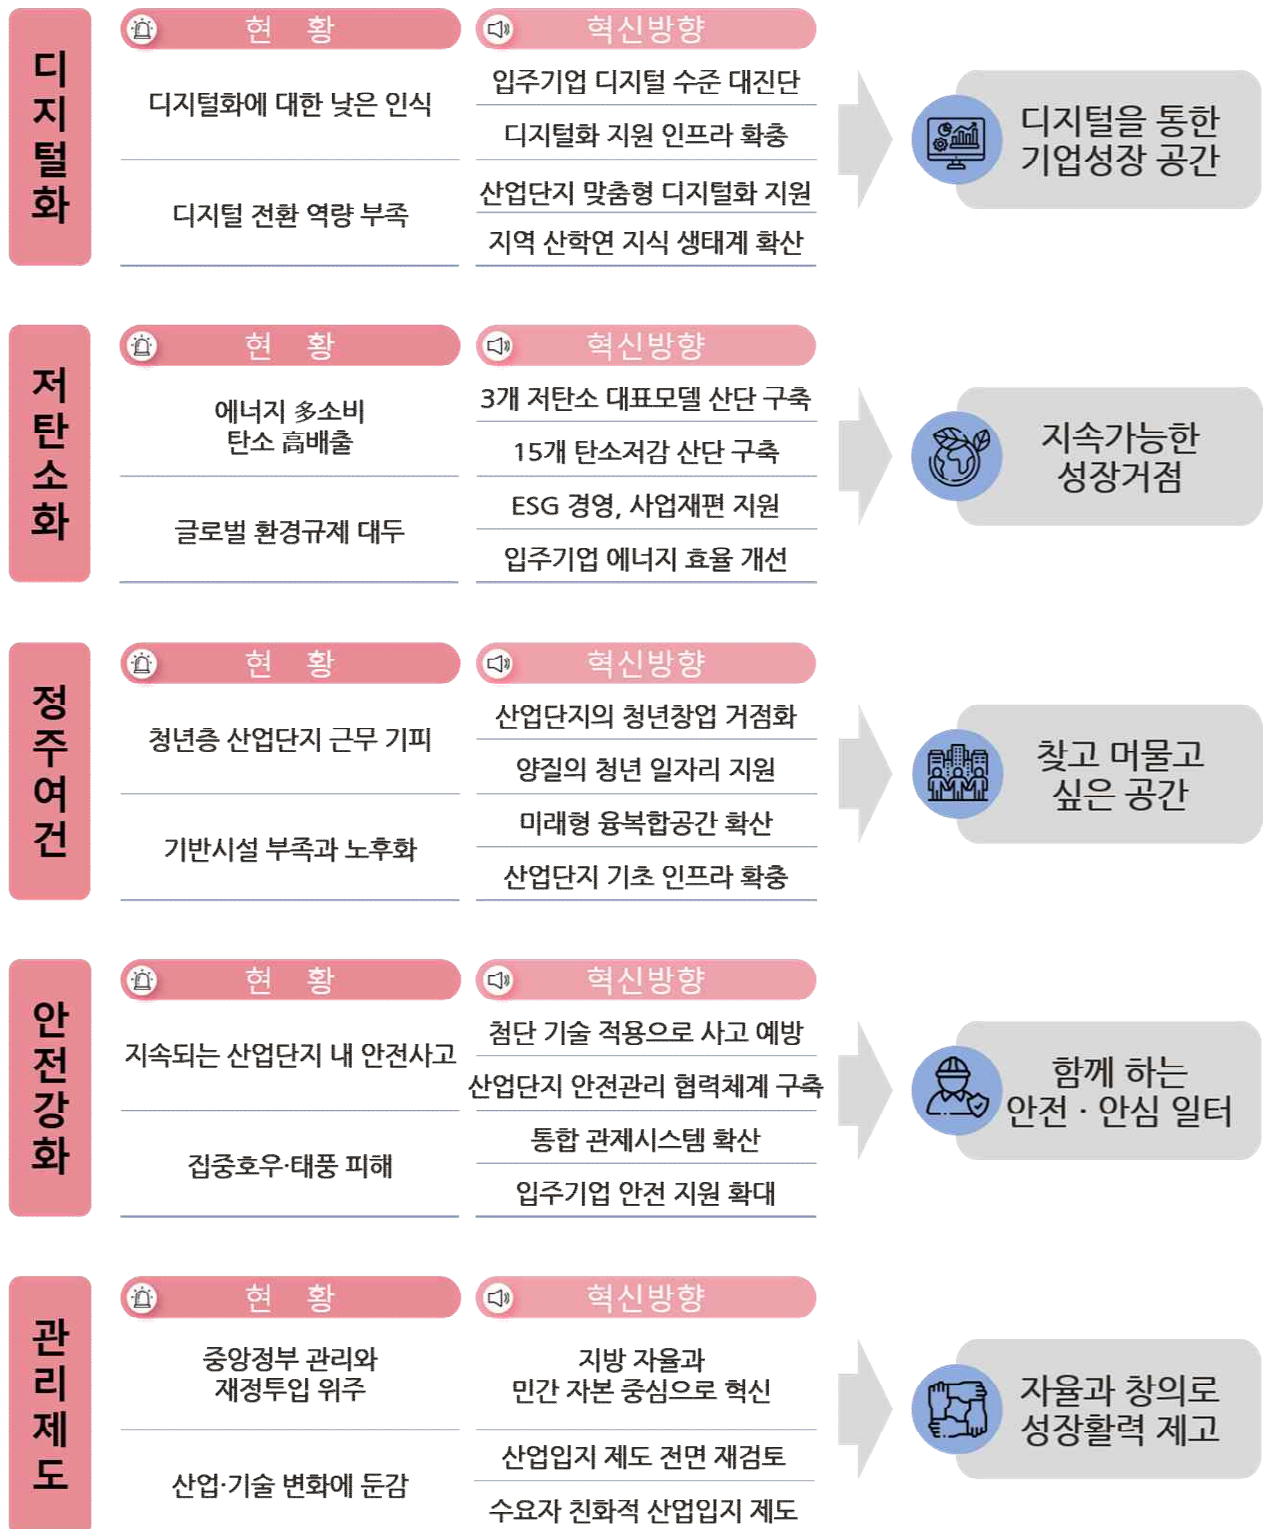 디지털화
현 황
디지털화에 대한 낮은 인식
디지털 전환 역량 부족
혁신방향
입주기업 디지털 수준 대진단
디지털화 지원 인프라 확충
산업단지 맞춤형 디지털화 지원
지역 산학연 지식 생태계 확산
디지털을 통한
기업성장 공간
저탄소화
현 황
에너지 多소비
탄소 高배출
글로벌 환경규제 대두
혁신방향
3개 저탄소 대표모델 산단 구축
15개 탄소저감 산단 구축
ESG 경영, 사업재편 지원
입주기업 에너지 효율 개선
지속가능한
성장거점
정주여건
현 황
청년층 산업단지 근무 기피
기반시설 부족과 노후화
혁신방향
산업단지의 청년창업 거점화
양질의 청년 일자리 지원
미래형 융복합공간 확산
산업단지 기초 인프라 확충
찾고 머물고
싶은 공간
안전강화
현 황
지속되는 산업단지 내 안전사고
집중호우·태풍 피해
혁신방향
첨단 기술 적용으로 사고 예방
산업단지 안전관리 협력체계 구축
통합 관제시스템 확산
입주기업 안전 지원 확대
함께 하는
안전 · 안심 일터
관리제도
현 황
중앙정부 관리와
재정투입 위주
산업·기술 변화에 둔감
혁신방향
지방 자율과
민간 자본 중심으로 혁신
산업입지 제도 전면 재검토
수요자 친화적 산업입지 제도
자율과 창의로
성장활력 제고